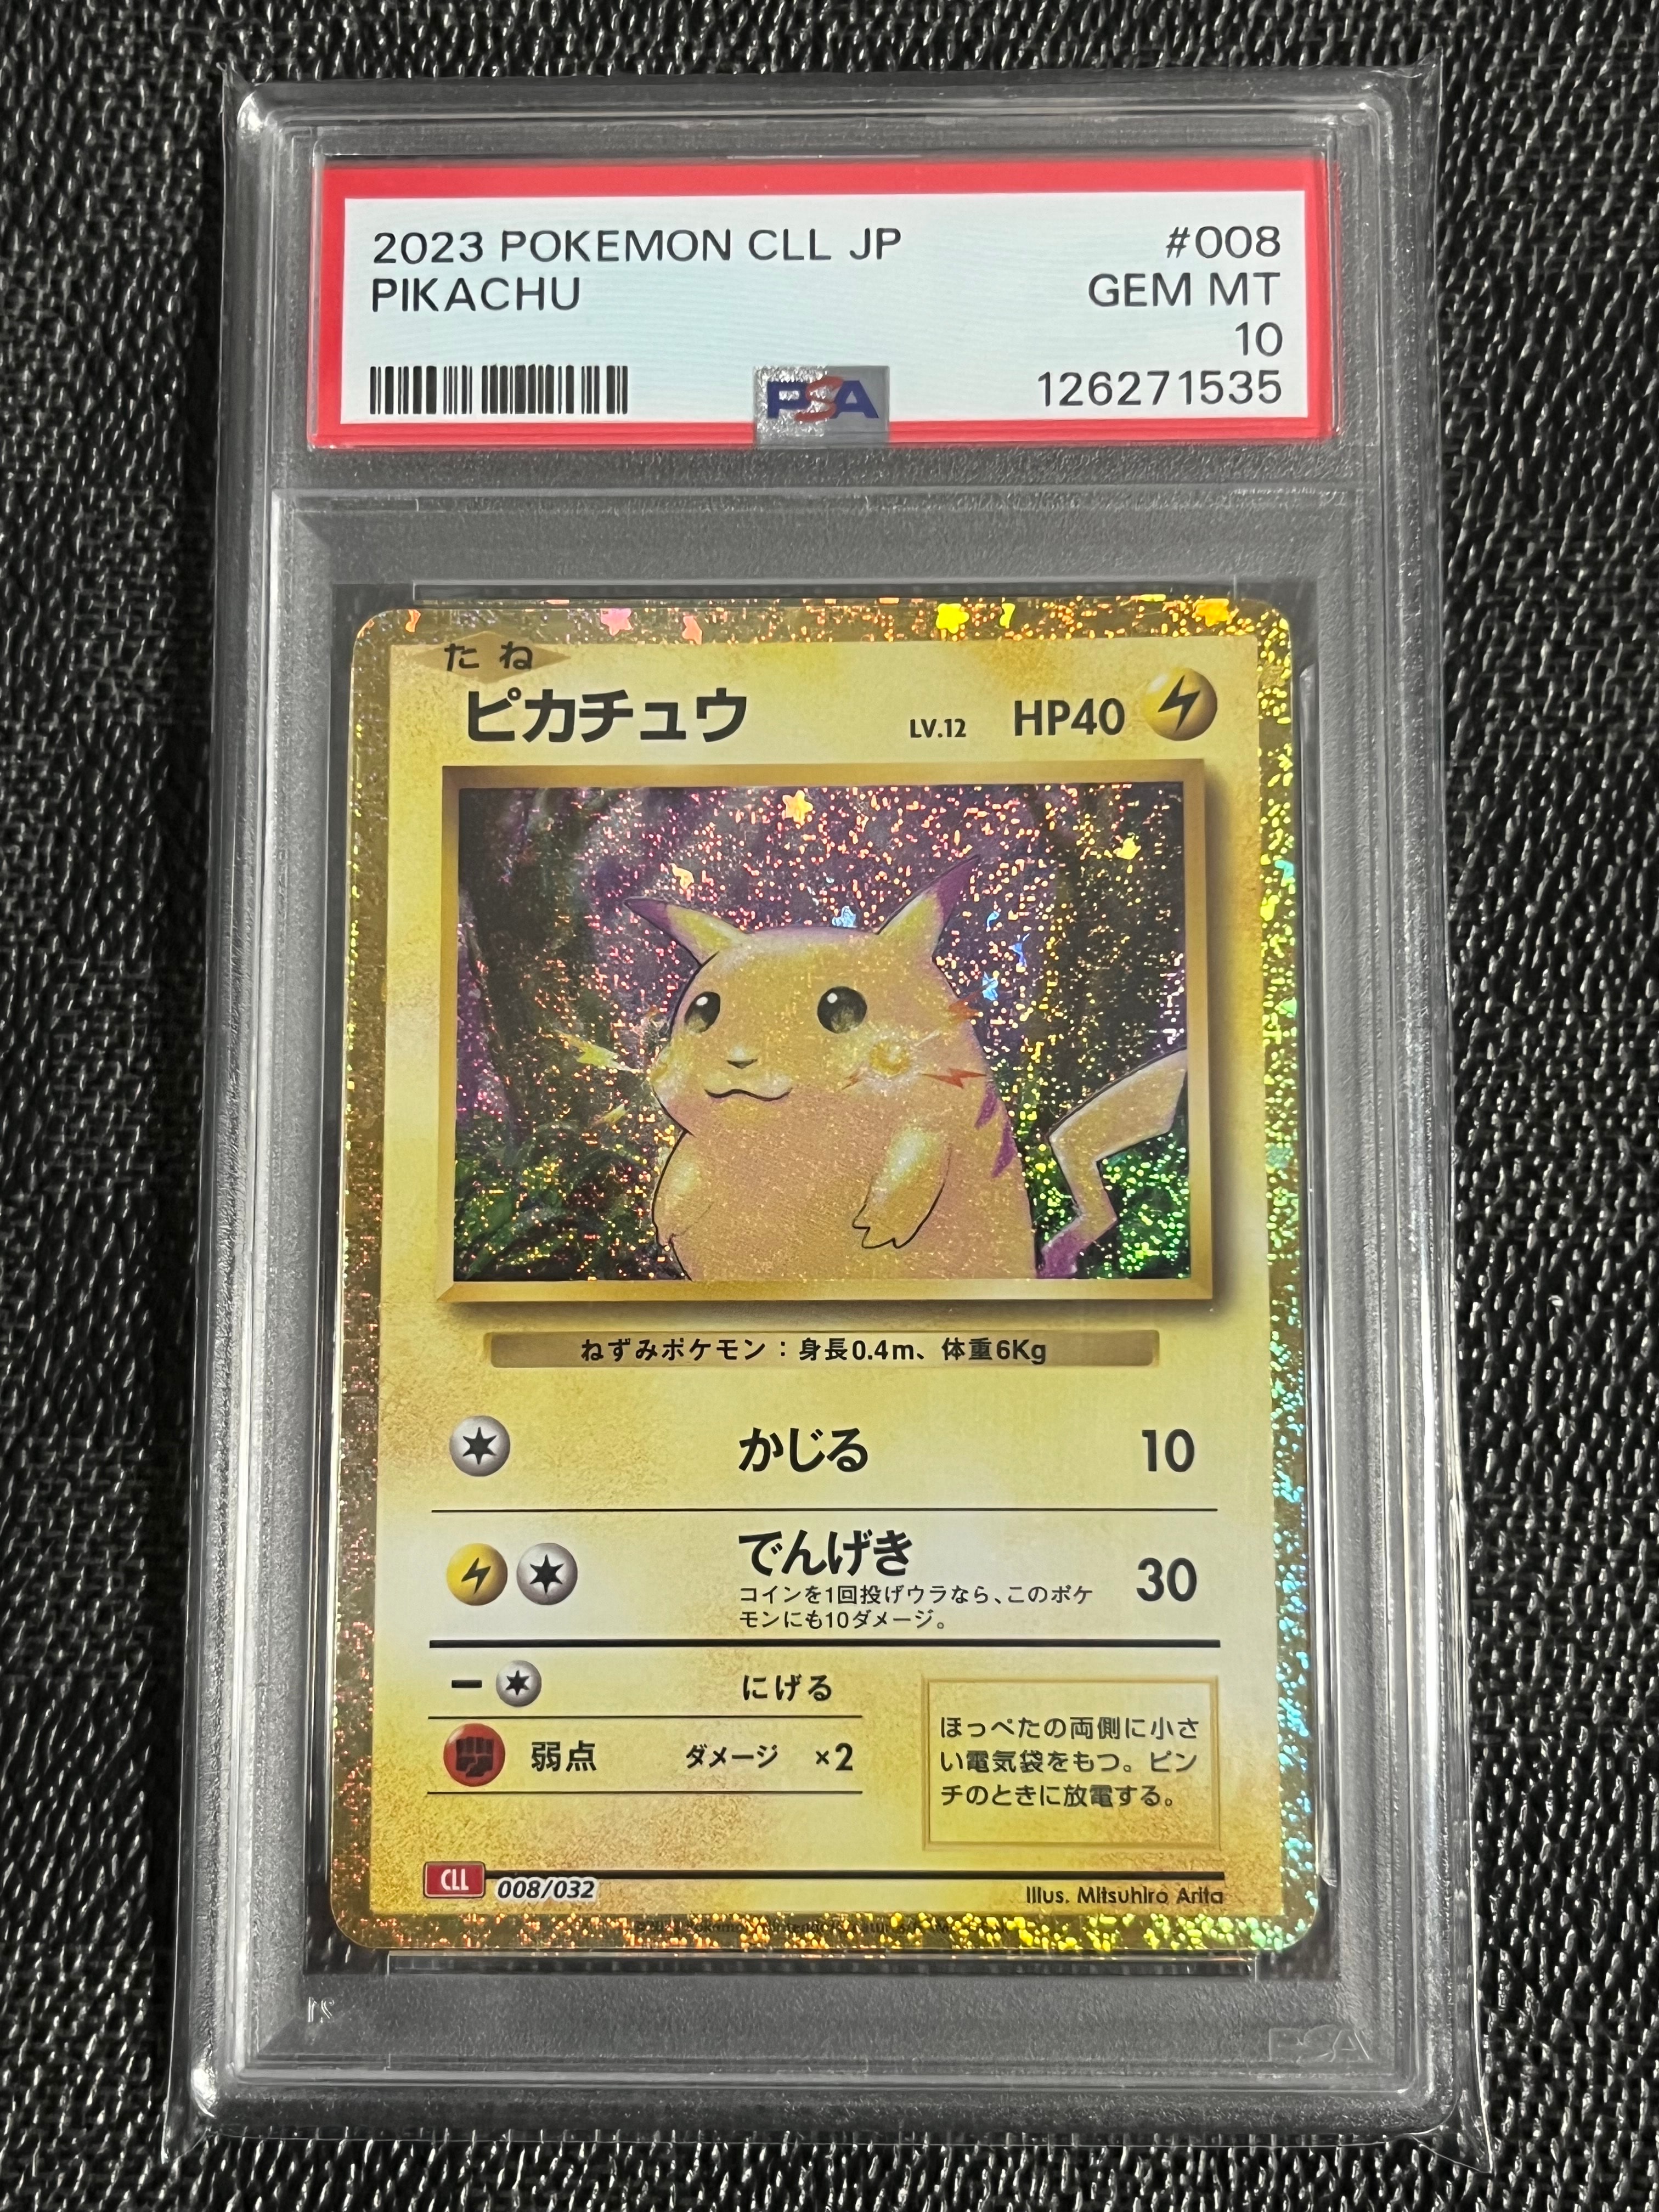 2023 POKEMON CLL JP #008
PIKACHU GEM MT
10
PSA 126271535
たね
ピカチュウ LV.12 HP40
ねずみポケモン：身長0.4m、体重6Kg
かじる 10
でんげき 30
コインを1回投げウラなら、このポケ
モンにも10ダメージ。
にげる
弱点 ダメージ ×2
ほっぺたの両側に小さ
い電気袋をもつ。ピン
チのときに放電する。
CLL 008/032
Illus. Mitsuhiro Arita
PSA